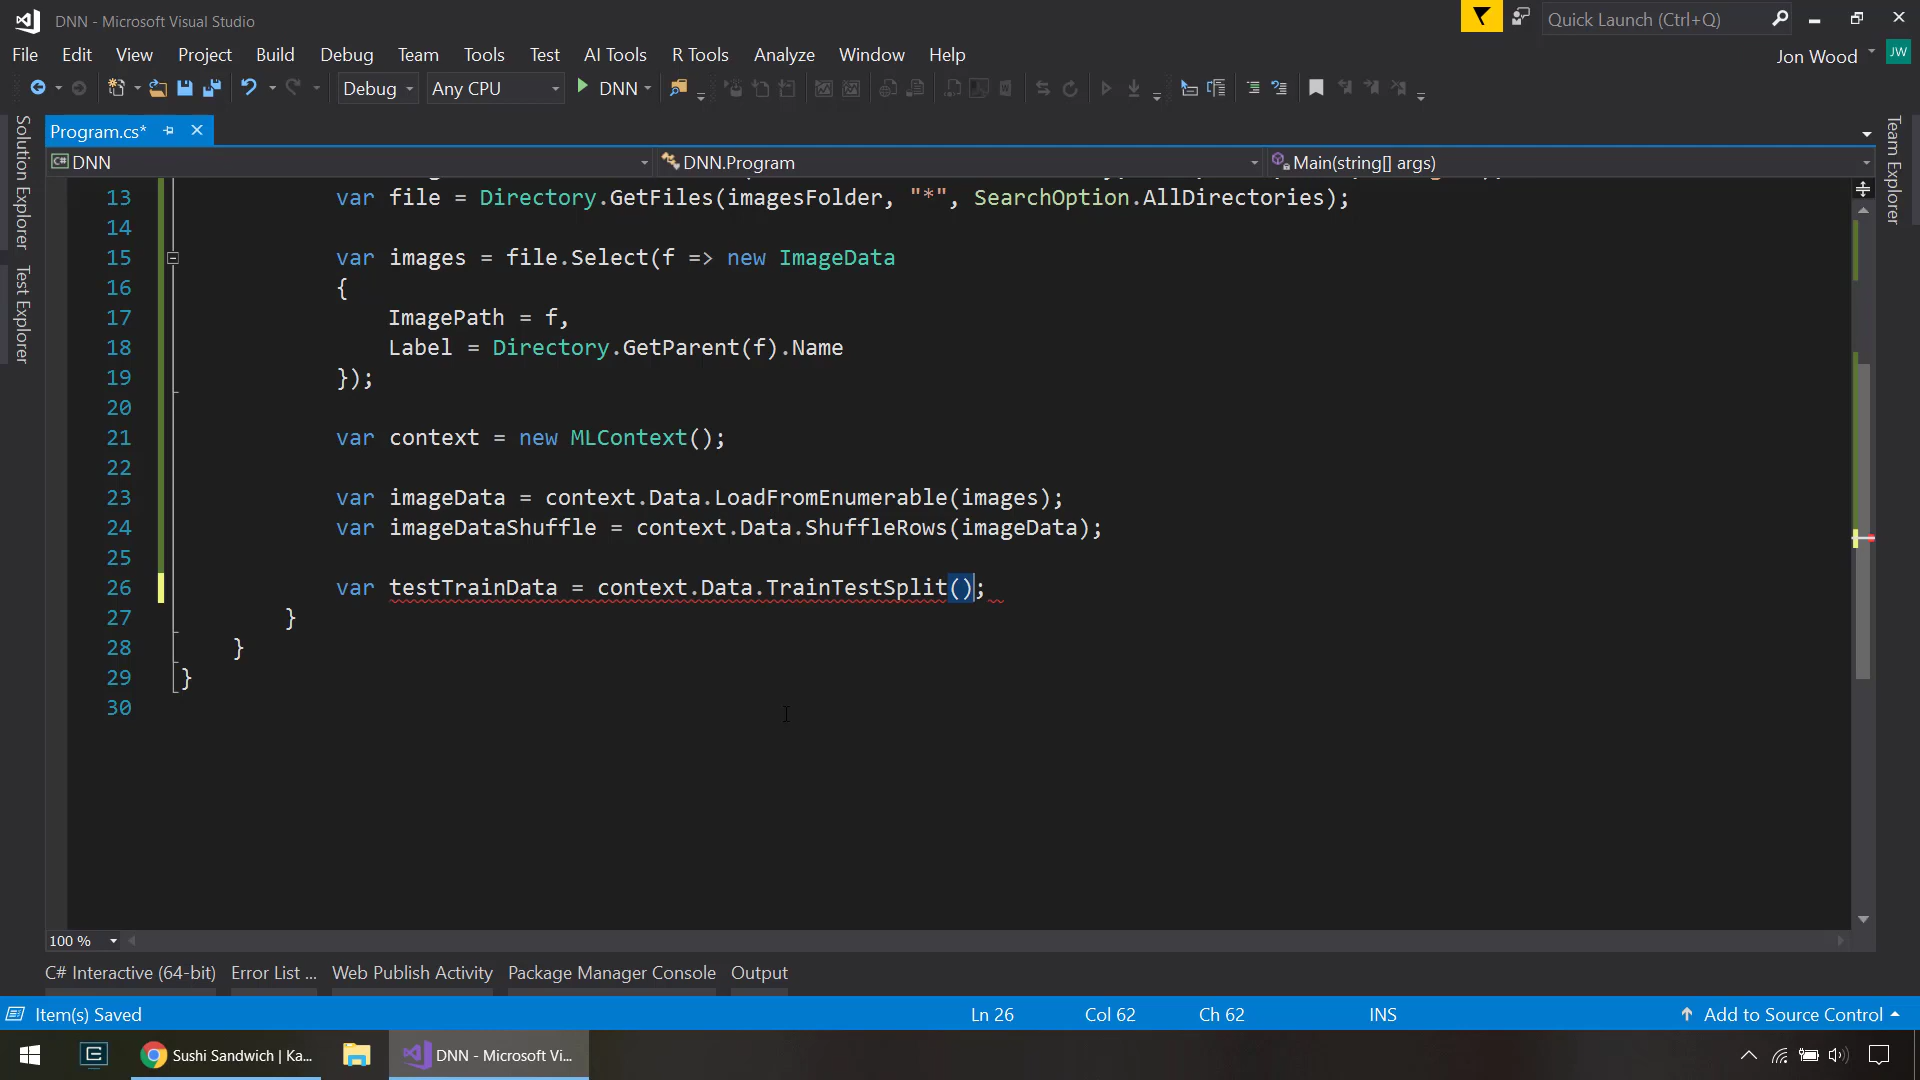 DNN - Microsoft Visual Studio
Quick Launch (Ctrl+Q)
File Edit View Project Build Debug Team Tools Test AI Tools R Tools Analyze Window Help
Jon Wood JW
Debug Any CPU DNN
Solution Explorer
Test Explorer
Team Explorer
Program.cs*
DNN DNN.Program Main(string[] args)
13 var file = Directory.GetFiles(imagesFolder, "*", SearchOption.AllDirectories);
14
15 var images = file.Select(f => new ImageData
16 {
17 ImagePath = f,
18 Label = Directory.GetParent(f).Name
19 });
20
21 var context = new MLContext();
22
23 var imageData = context.Data.LoadFromEnumerable(images);
24 var imageDataShuffle = context.Data.ShuffleRows(imageData);
25
26 var testTrainData = context.Data.TrainTestSplit();
27 }
28 }
29 }
30
100 %
C# Interactive (64-bit) Error List ... Web Publish Activity Package Manager Console Output
Item(s) Saved Ln 26 Col 62 Ch 62 INS Add to Source Control
Sushi Sandwich | Ka... DNN - Microsoft Vi...